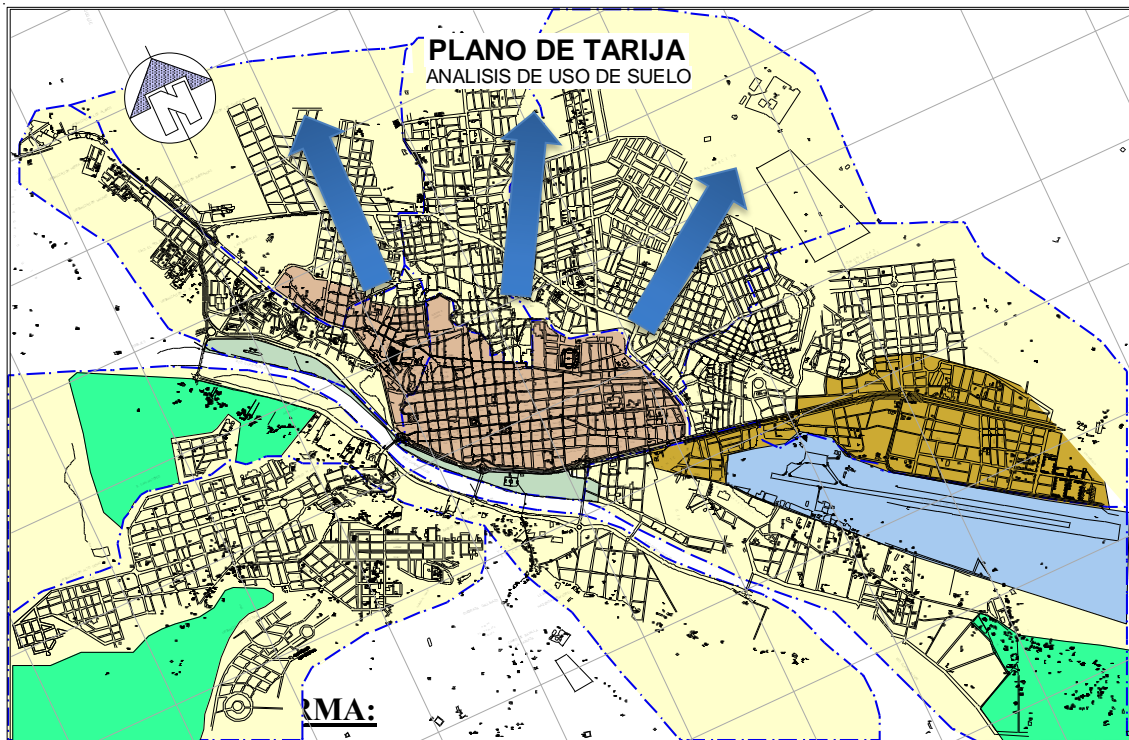 PLANO DE TARIJA
ANALISIS DE USO DE SUELO
N
RMA: